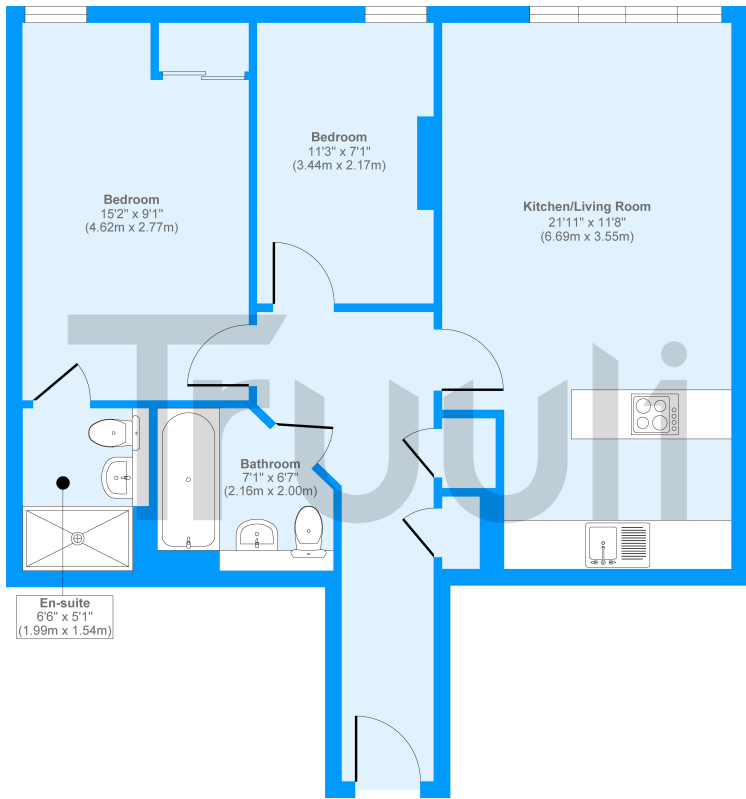 Bedroom
11'3" x 7'1"
(3.44m x 2.17m)
Bedroom
15'2" x 9'1"
(4.62m x 2.77m)
Kitchen/Living Room
21'11" x 11'8"
(6.69m x 3.55m)
Truuli
Bathroom
7'1" x 6'7"
(2.16m x 2.00m)
En-suite
6'6" x 5'1"
(1.99m x 1.54m)